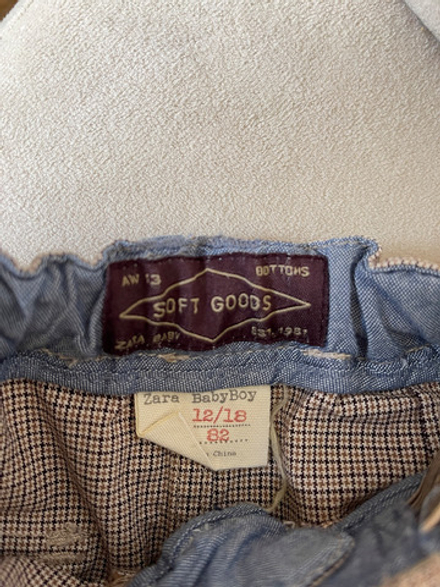 AW 13 BOTTOMS
SOFT GOODS
ZARA BABY EST. 1981
Zara BabyBoy
12/18
82
China